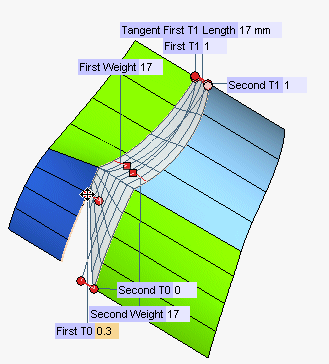 Tangent First T1 Length 17 mm
First T1 1
First Weight 17
Second T1 1
Second T0 0
Second Weight 17
First T0 0.3